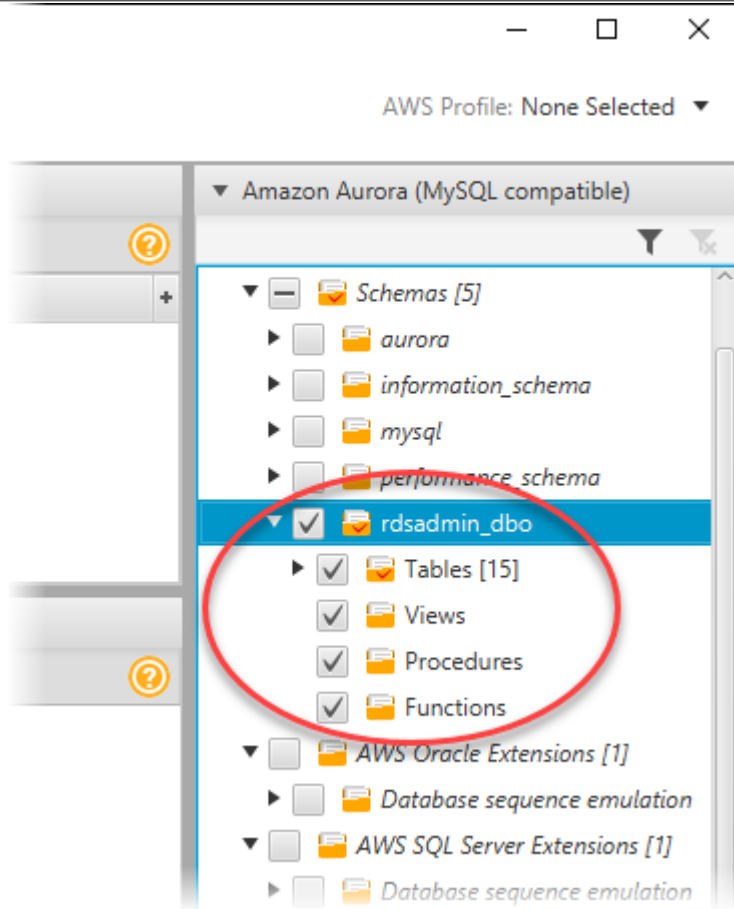 AWS Profile: None Selected
Amazon Aurora (MySQL compatible)
Schemas [5]
aurora
information_schema
mysql
performance_schema
rdsadmin_dbo
Tables [15]
Views
Procedures
Functions
AWS Oracle Extensions [1]
Database sequence emulation
AWS SQL Server Extensions [1]
Database sequence emulation